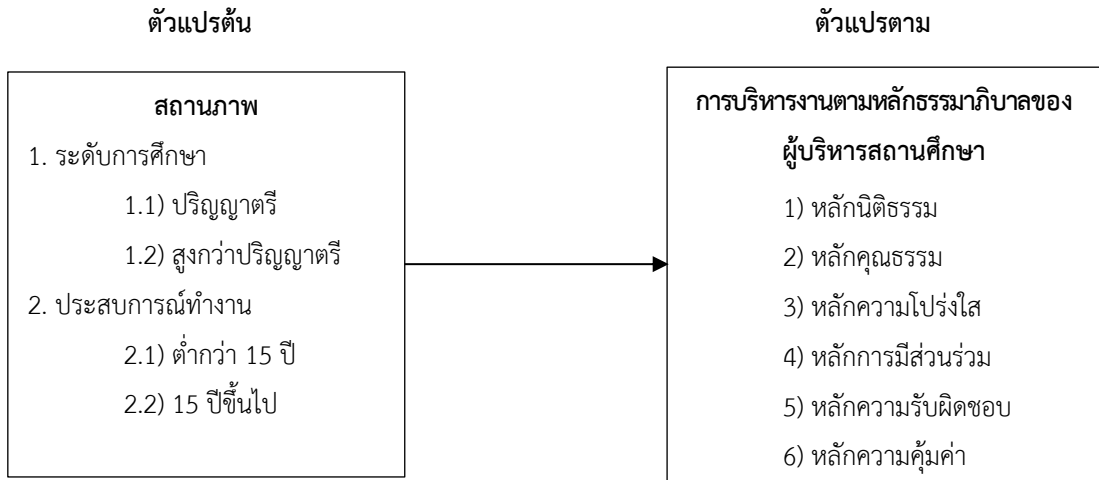 ตัวแปรต้น
ตัวแปรตาม
สถานภาพ
1. ระดับการศึกษา
1.1) ปริญญาตรี
1.2) สูงกว่าปริญญาตรี
2. ประสบการณ์ทำงาน
2.1) ต่ำกว่า 15 ปี
2.2) 15 ปีขึ้นไป
การบริหารงานตามหลักธรรมาภิบาลของ
ผู้บริหารสถานศึกษา
1) หลักนิติธรรม
2) หลักคุณธรรม
3) หลักความโปร่งใส
4) หลักการมีส่วนร่วม
5) หลักความรับผิดชอบ
6) หลักความคุ้มค่า